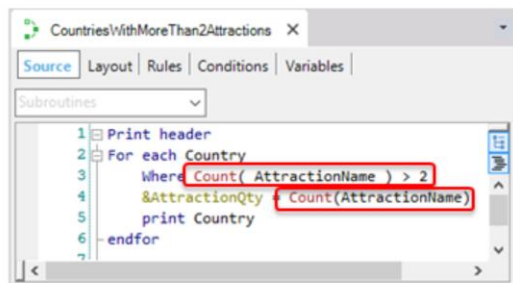 CountriesWithMoreThan2Attractions X
Source Layout Rules Conditions Variables
Subroutines
1 Print header
2 For each Country
3 Where Count( AttractionName ) > 2
4 &AttractionQty = Count(AttractionName)
5 print Country
6 endfor
7